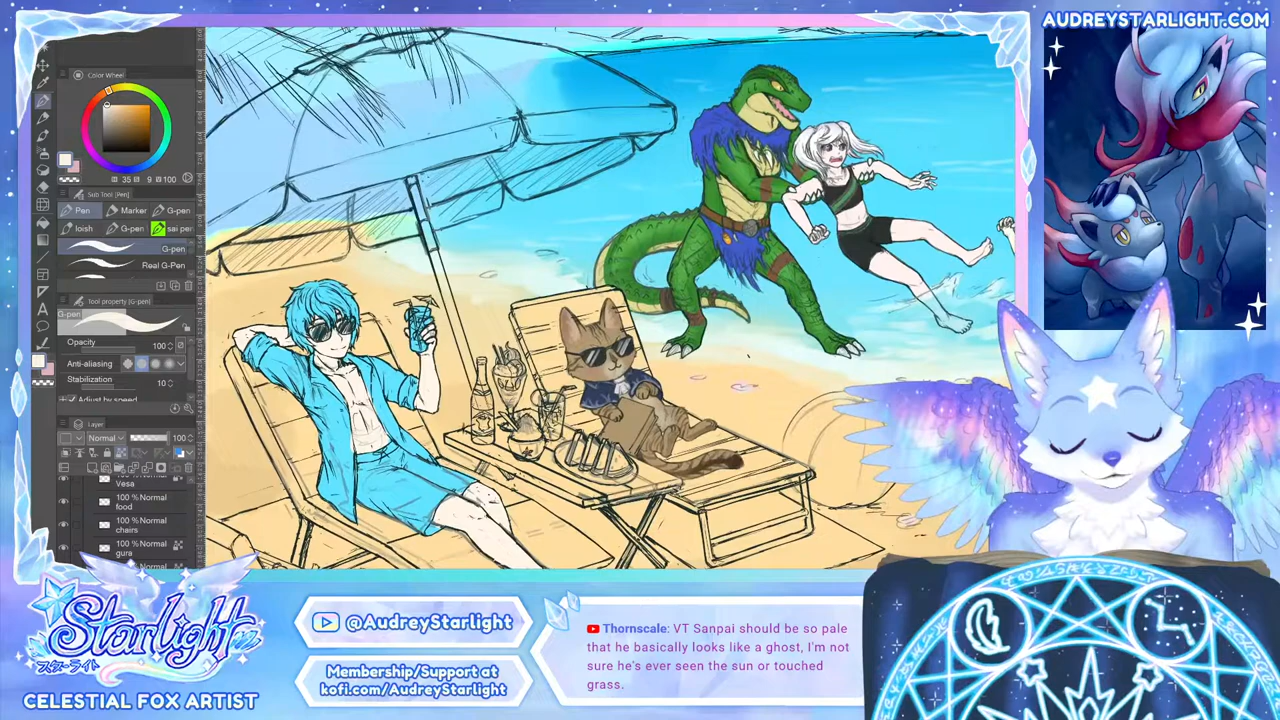 AUDREYSTARLIGHT.COM
Color Wheel
35 9 V100
Sub Tool [Pen]
Pen Marker G-pen
loish G-pen sai pen
G-pen
Real G-Pen
Tool property [G-pen]
G-pen
Opacity 100
Anti-aliasing
Stabilization
10
Adjust by speed
Layer
Normal 100
Vesa
100 %Normal
food
100 %Normal
chairs
100 %Normal
gura
Starlight
スターライト
CELESTIAL FOX ARTIST
@AudreyStarlight
Membership/Support at
kofi.com/AudreyStarlight
Thornscale: VT Sanpai should be so pale
that he basically looks like a ghost, I'm not
sure he's ever seen the sun or touched
grass.